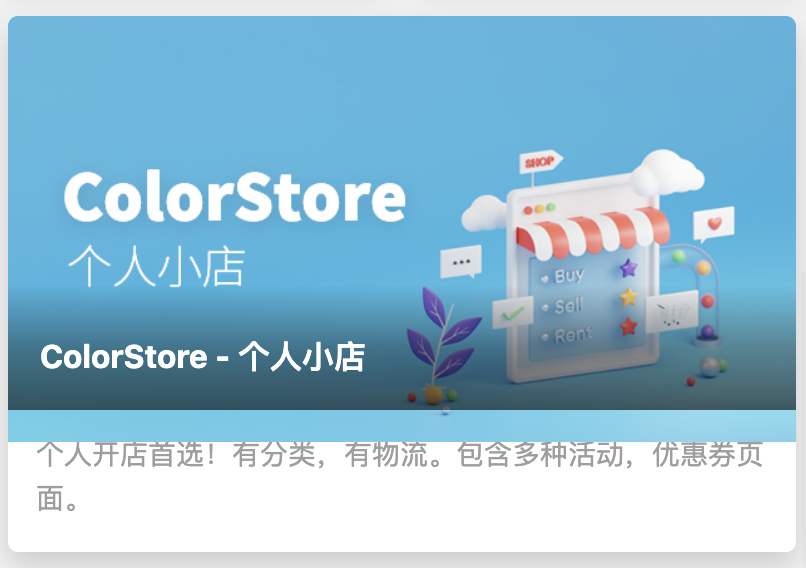 SHOP
ColorStore
个人小店
Buy
Sell
Rent
ColorStore - 个人小店
个人开店首选！有分类，有物流。包含多种活动，优惠券页
面。